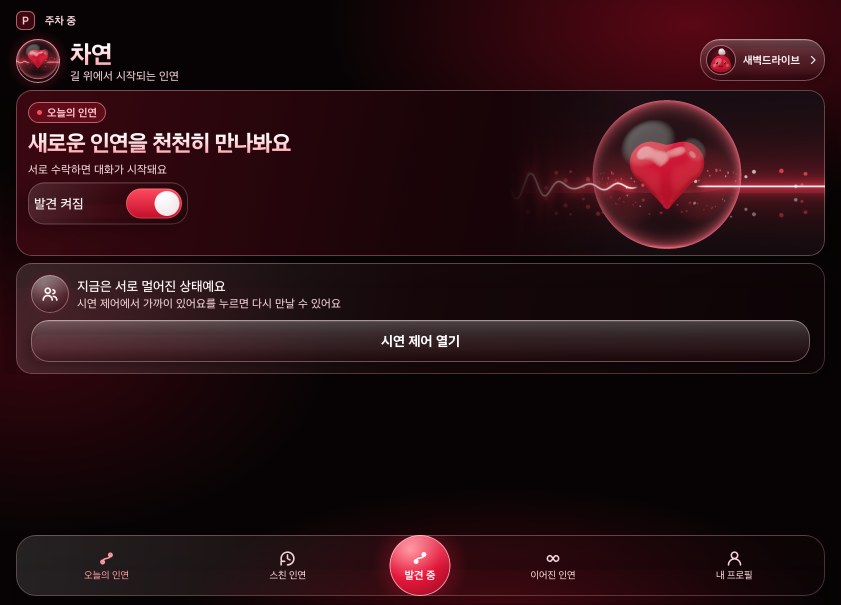 P 주차 중
차연
길 위에서 시작되는 인연
새벽드라이브
오늘의 인연
새로운 인연을 천천히 만나봐요
서로 수락하면 대화가 시작돼요
발견 켜짐
지금은 서로 멀어진 상태예요
시연 제어에서 가까이 있어요를 누르면 다시 만날 수 있어요
시연 제어 열기
오늘의 인연
스친 인연
발견 중
이어진 인연
내 프로필